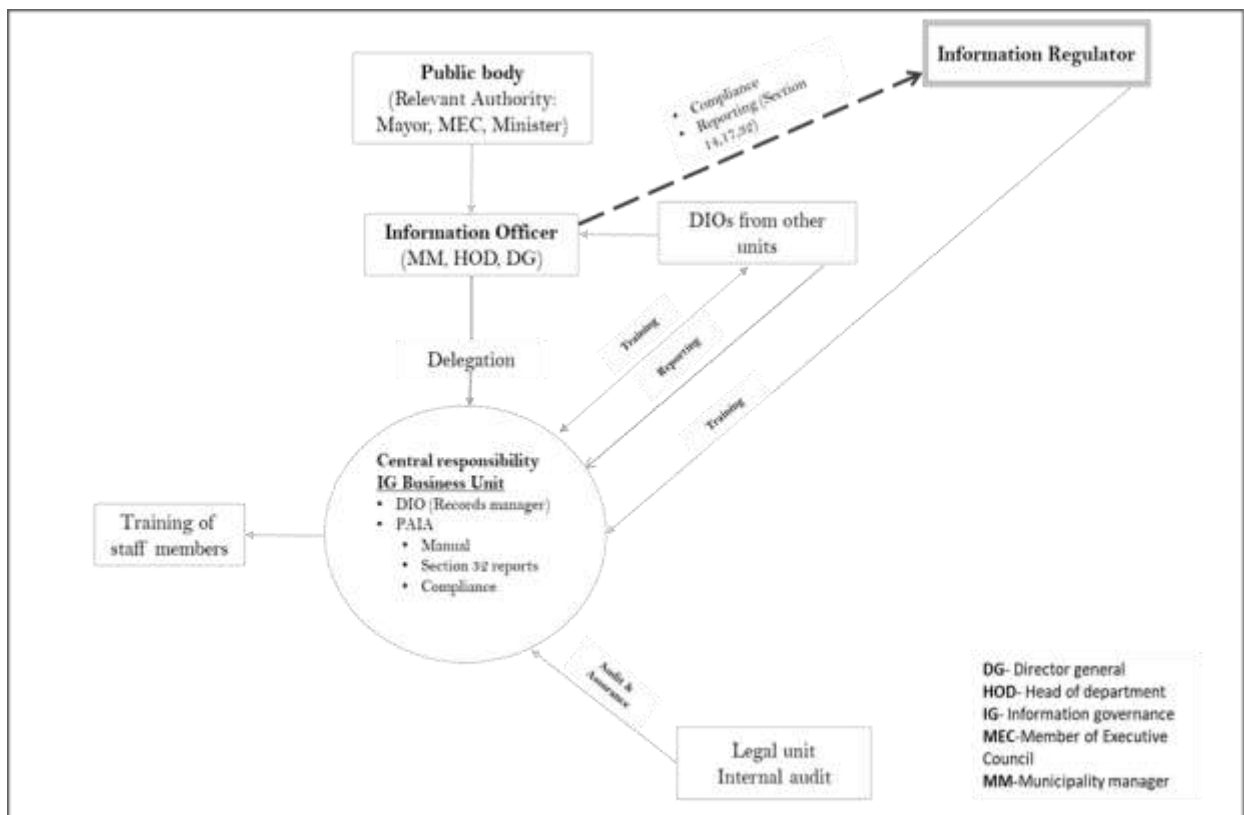 Public body
(Relevant Authority:
Mayor, MEC, Minister)
Information Regulator
• Compliance
• Reporting (Section
14,17,32)
Information Officer
(MM, HOD, DG)
DIOs from other
units
Delegation
Training
Reporting
Training
Central responsibility
IG Business Unit
• DIO (Records manager)
• PAIA
• Manual
• Section 32 reports
• Compliance
Training of
staff members
Audit &
Assurance
Legal unit
Internal audit
DG- Director general
HOD- Head of department
IG- Information governance
MEC-Member of Executive
Council
MM-Municipality manager